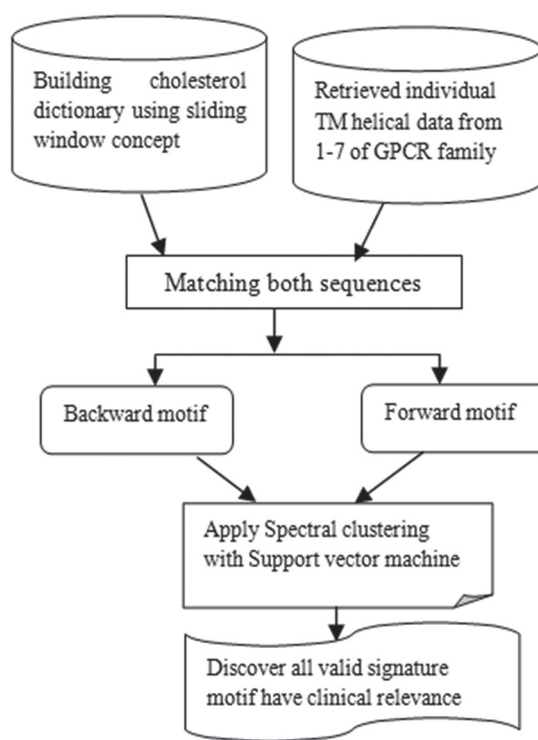 Building cholesterol
dictionary using sliding
window concept
Retrieved individual
TM helical data from
1-7 of GPCR family
Matching both sequences
Backward motif
Forward motif
Apply Spectral clustering
with Support vector machine
Discover all valid signature
motif have clinical relevance